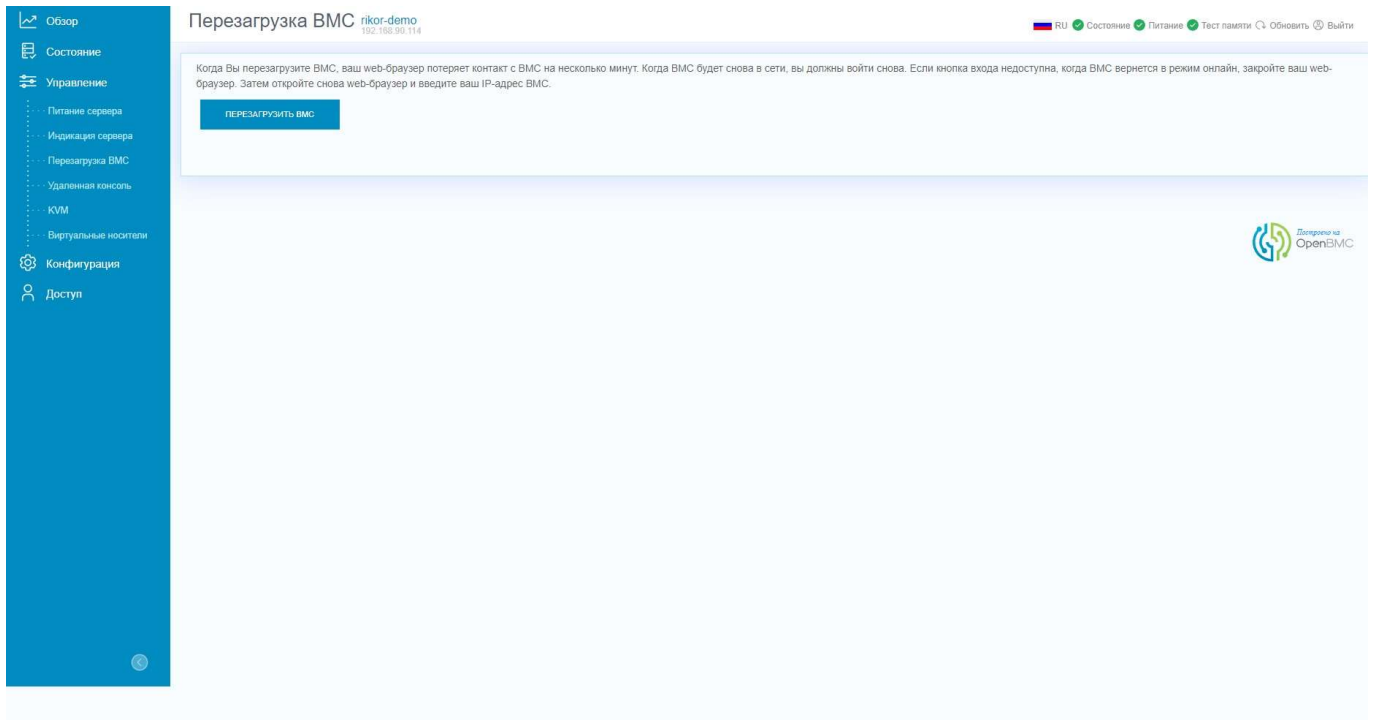 Обзор
Состояние
Управление
Питание сервера
Индикация сервера
Перезагрузка BMC
Удаленная консоль
KVM
Виртуальные носители
Конфигурация
Доступ
Перезагрузка BMC rikor-demo
192.168.90.114
RU Состояние Питание Тест памяти Обновить Выйти
Когда Вы перезагрузите BMC, ваш web-браузер потеряет контакт с BMC на несколько минут. Когда BMC будет снова в сети, вы должны войти снова. Если кнопка входа недоступна, когда BMC вернется в режим онлайн, закройте ваш web-
браузер. Затем откройте снова web-браузер и введите ваш IP-адрес BMC.
ПЕРЕЗАГРУЗИТЬ BMC
Построено на
OpenBMC